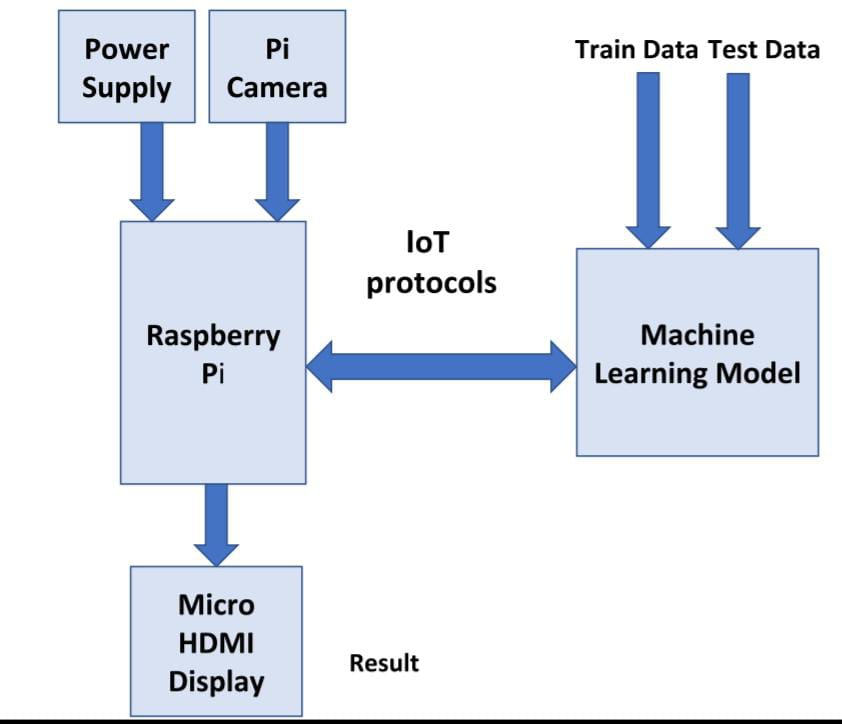 Power
Supply
Pi
Camera
Train Data Test Data
IoT
protocols
Raspberry
Pi
Machine
Learning Model
Micro
HDMI
Display
Result